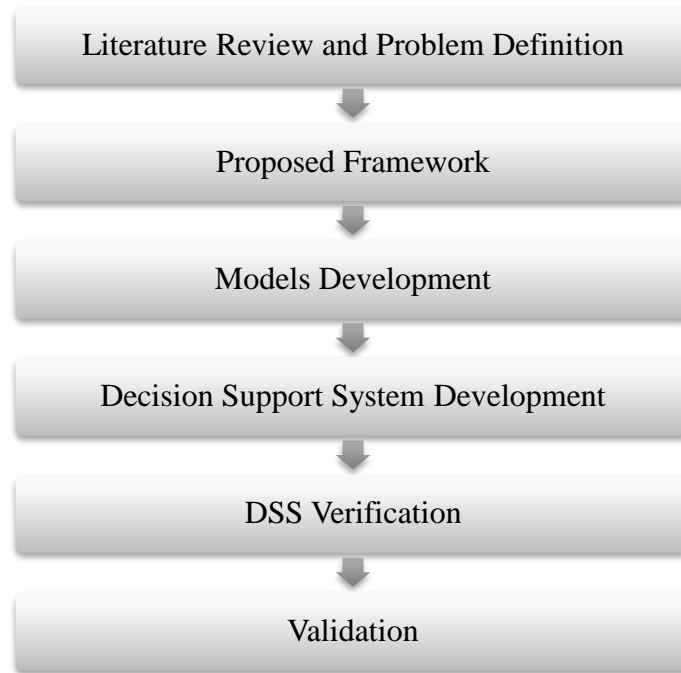 Literature Review and Problem Definition
Proposed Framework
Models Development
Decision Support System Development
DSS Verification
Validation